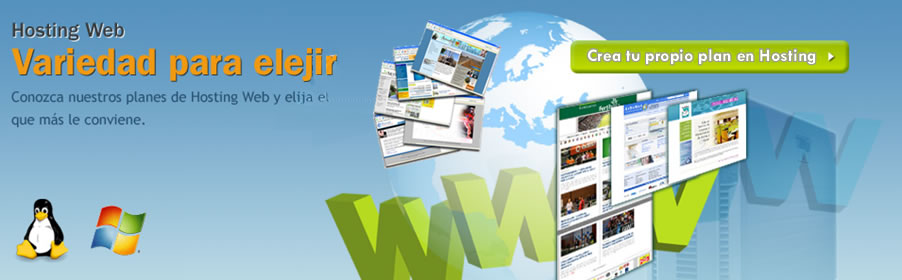 Hosting Web
Variedad para elejir
Conozca nuestros planes de Hosting Web y elija el
que más le conviene.
Crea tu propio plan en Hosting
WWW